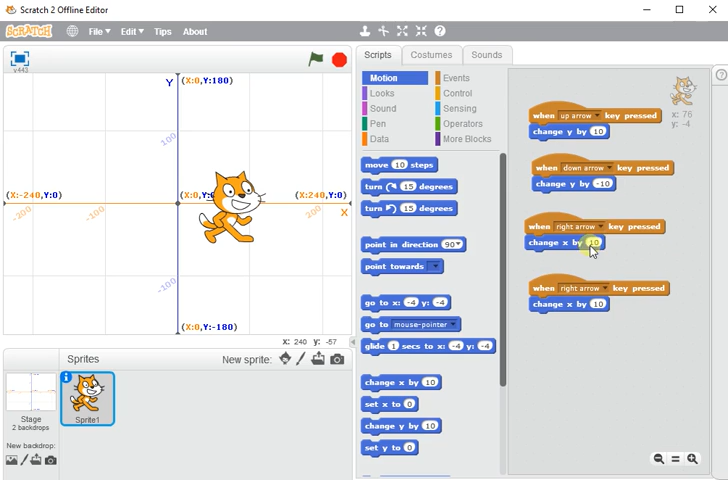 Scratch 2 Offline Editor
SCRATCH File Edit Tips About
v443
Scripts Costumes Sounds
Motion Events
Looks Control
Sound Sensing
Pen Operators
Data More Blocks
Y (X:0,Y:180)
100
(X:-240,Y:0) (X:240,Y:0)
-200 -100 200 X
-100
(X:0,Y:-180)
x: 240 y: -57
move 10 steps
turn 15 degrees
turn 15 degrees
point in direction 90
point towards
go to x: -4 y: -4
go to mouse-pointer
glide 1 secs to x: -4 y: -4
change x by 10
set x to 0
change y by 10
set y to 0
x: 76
y: -4
when up arrow key pressed
change y by 10
when down arrow key pressed
change y by -10
when right arrow key pressed
change x by 10
when right arrow key pressed
change x by 10
Sprites New sprite:
Stage
2 backdrops
New backdrop:
Sprite1